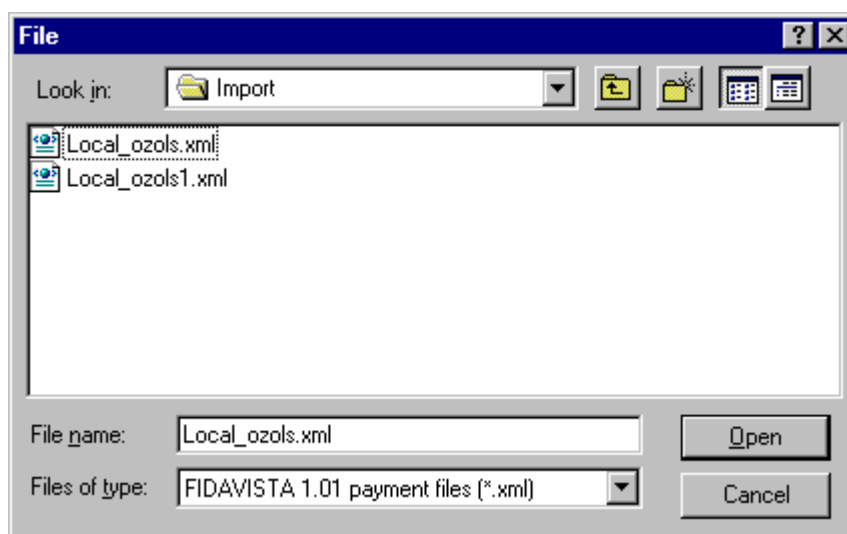 File
Look in: Import
Local_ozols.xml
Local_ozols1.xml
File name: Local_ozols.xml Open
Files of type: FIDAVISTA 1.01 payment files (*.xml) Cancel